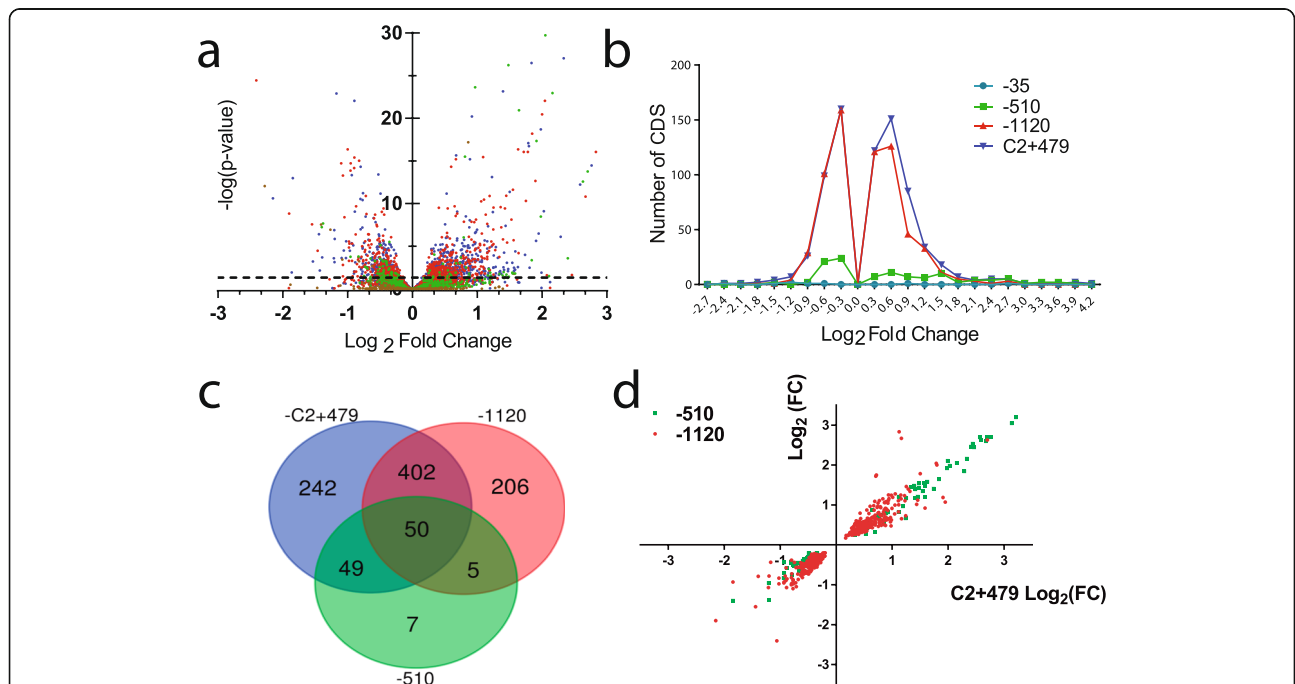 a
30
20
10
-log(p-value)
-3 -2 -1 0 1 2 3
Log 2 Fold Change
b
200
150
100
50
0
Number of CDS
-35
-510
-1120
C2+479
-2.7 -2.4 -2.1 -1.8 -1.5 -1.2 -0.9 -0.6 -0.3 0.0 0.3 0.6 0.9 1.2 1.5 1.8 2.1 2.4 2.7 3.0 3.3 3.6 3.9 4.2
Log2 Fold Change
c
-C2+479
-1120
242
402
206
50
49
5
7
-510
d
-510
-1120
Log2 (FC)
3
2
1
-3 -2 -1 1 2 3
-1
-2
-3
C2+479 Log2(FC)